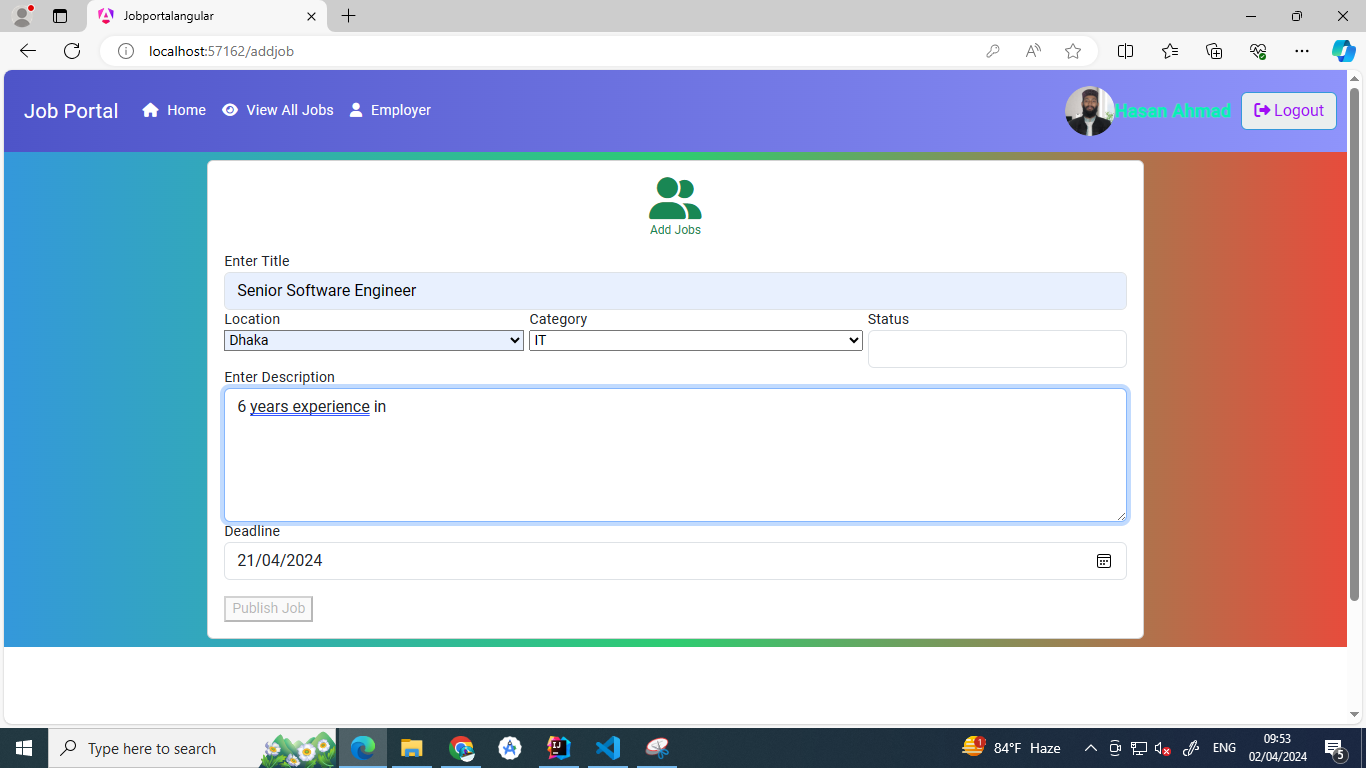 Jobportalangular
localhost:57162/addjob
Job Portal Home View All Jobs Employer Hasan Ahmad Logout
Add Jobs
Enter Title
Senior Software Engineer
Location Category Status
Dhaka IT
Enter Description
6 years experience in
Deadline
21/04/2024
Publish Job
Type here to search 84°F Haze ENG 09:53
02/04/2024
5